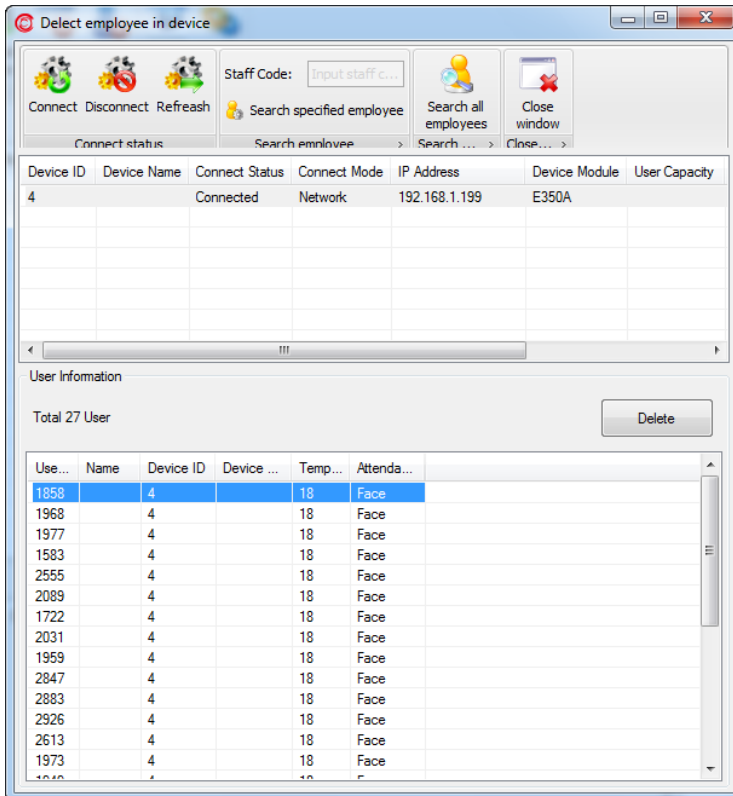 Delect employee in device
Staff Code: Input staff c...
Connect Disconnect Refreash Search specified employee Search all employees Close window
Connect status Search employee Search ... Close...
Device ID Device Name Connect Status Connect Mode IP Address Device Module User Capacity
4 Connected Network 192.168.1.199 E350A
User Information
Total 27 User Delete
Use... Name Device ID Device ... Temp... Attenda...
1858 4 18 Face
1968 4 18 Face
1977 4 18 Face
1583 4 18 Face
2555 4 18 Face
2089 4 18 Face
1722 4 18 Face
2031 4 18 Face
1959 4 18 Face
2847 4 18 Face
2883 4 18 Face
2926 4 18 Face
2613 4 18 Face
1973 4 18 Face